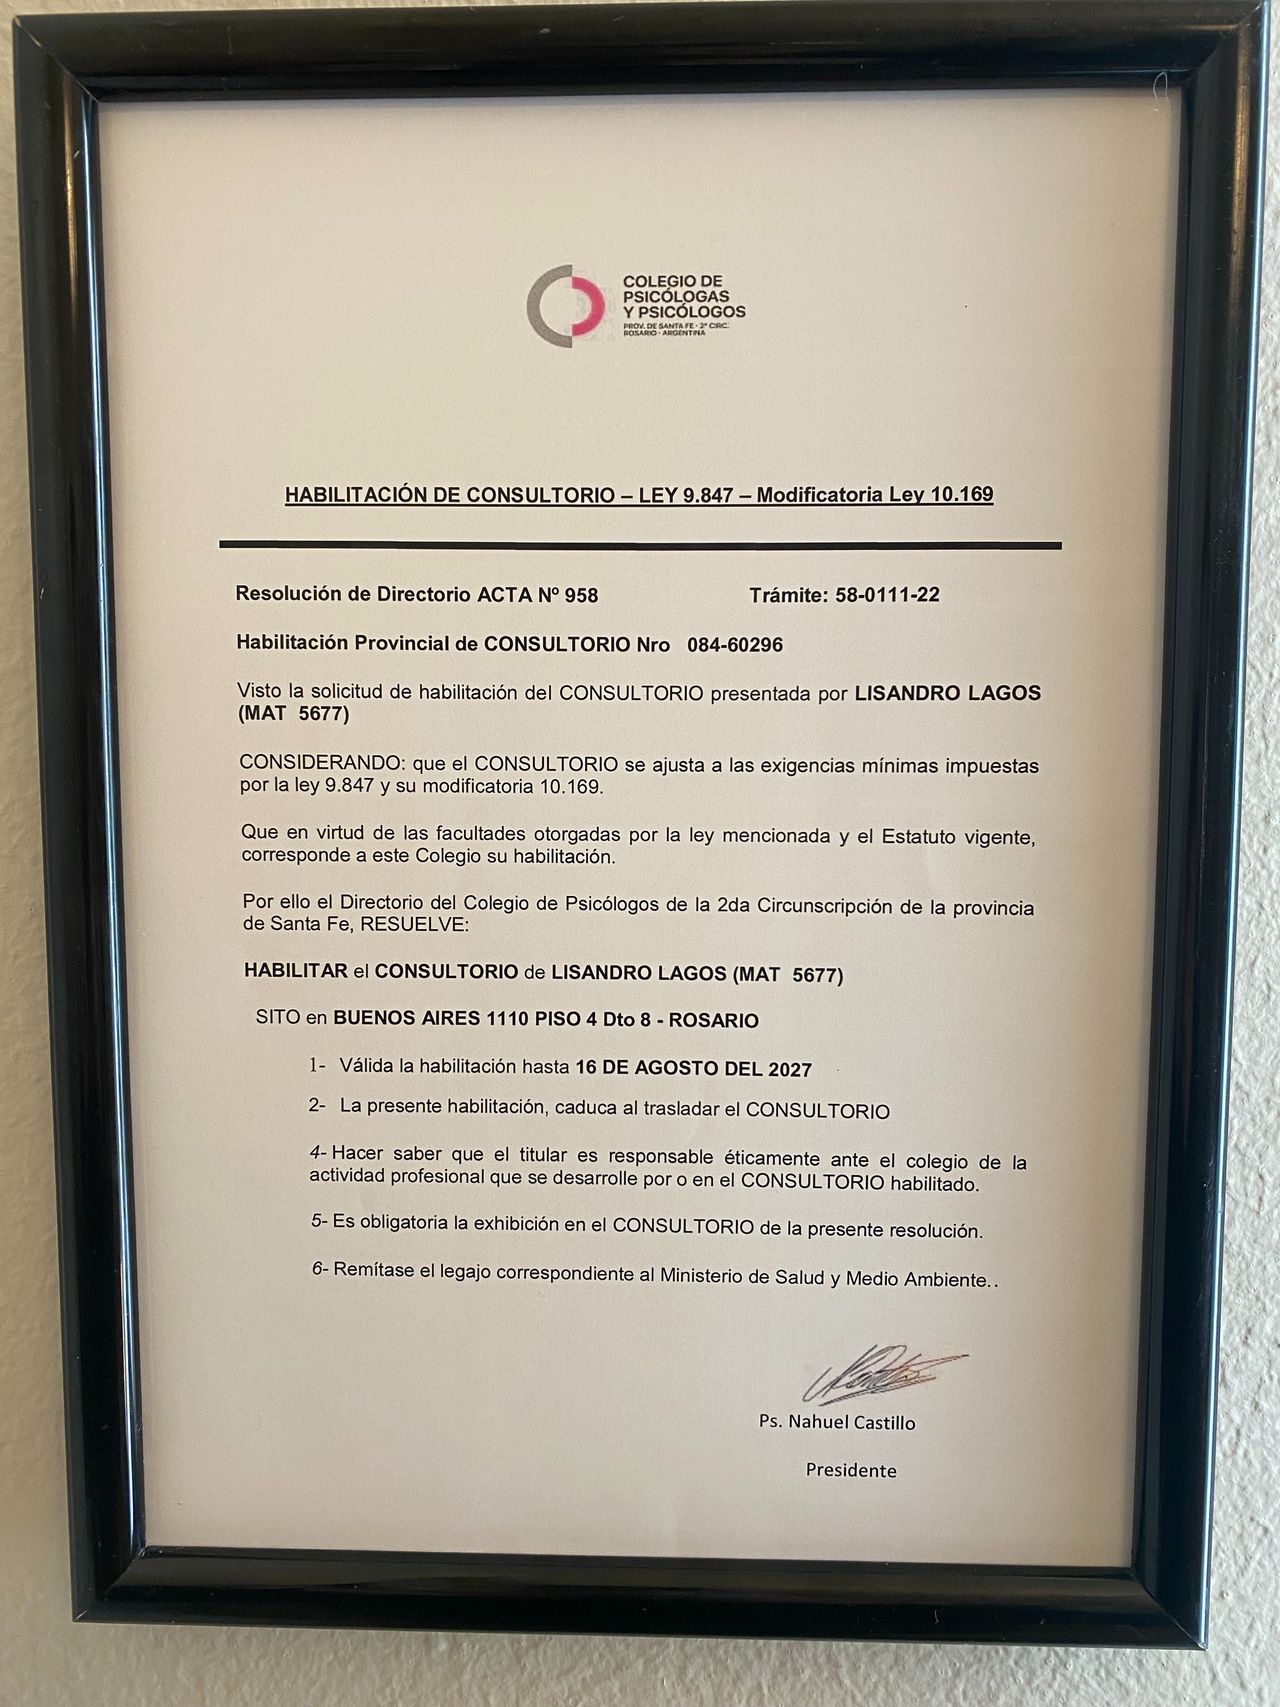 COLEGIO DE
PSICÓLOGAS
Y PSICÓLOGOS
PROV. DE SANTA FE - 2ª CIRC.
ROSARIO - ARGENTINA
HABILITACIÓN DE CONSULTORIO – LEY 9.847 – Modificatoria Ley 10.169
Resolución de Directorio ACTA Nº 958 Trámite: 58-0111-22
Habilitación Provincial de CONSULTORIO Nro 084-60296
Visto la solicitud de habilitación del CONSULTORIO presentada por LISANDRO LAGOS
(MAT 5677)
CONSIDERANDO: que el CONSULTORIO se ajusta a las exigencias mínimas impuestas
por la ley 9.847 y su modificatoria 10.169.
Que en virtud de las facultades otorgadas por la ley mencionada y el Estatuto vigente,
corresponde a este Colegio su habilitación.
Por ello el Directorio del Colegio de Psicólogos de la 2da Circunscripción de la provincia
de Santa Fe, RESUELVE:
HABILITAR el CONSULTORIO de LISANDRO LAGOS (MAT 5677)
SITO en BUENOS AIRES 1110 PISO 4 Dto 8 - ROSARIO
1- Válida la habilitación hasta 16 DE AGOSTO DEL 2027
2- La presente habilitación, caduca al trasladar el CONSULTORIO
4- Hacer saber que el titular es responsable éticamente ante el colegio de la
actividad profesional que se desarrolle por o en el CONSULTORIO habilitado.
5- Es obligatoria la exhibición en el CONSULTORIO de la presente resolución.
6- Remítase el legajo correspondiente al Ministerio de Salud y Medio Ambiente..
Ps. Nahuel Castillo
Presidente